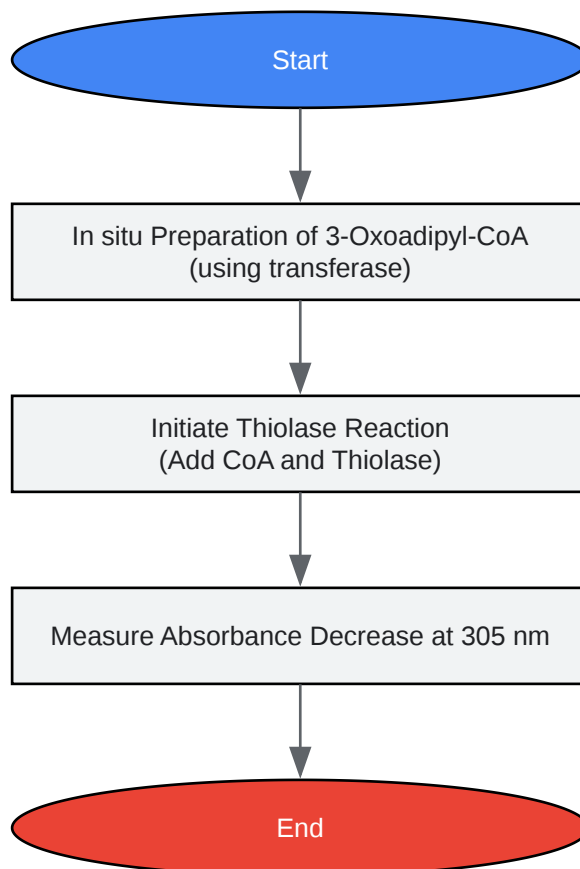 Start
In situ Preparation of 3-Oxoadipyl-CoA
(using transferase)
Initiate Thiolase Reaction
(Add CoA and Thiolase)
Measure Absorbance Decrease at 305 nm
End